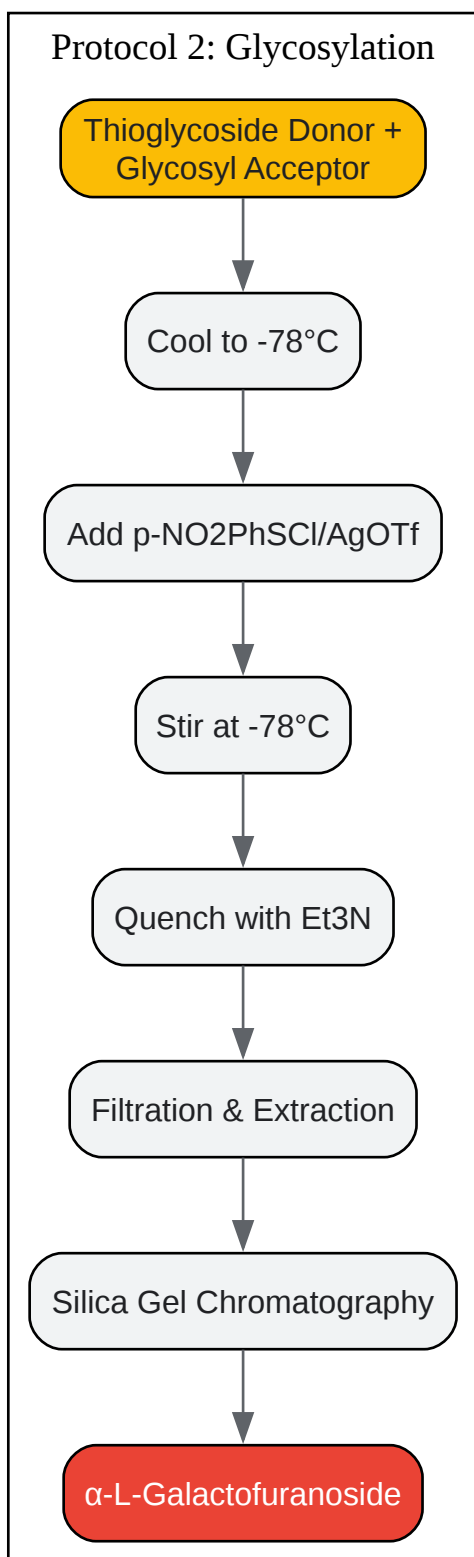 Protocol 2: Glycosylation
Thioglycoside Donor +
Glycosyl Acceptor
Cool to -78°C
Add p-NO2PhSCl/AgOTf
Stir at -78°C
Quench with Et3N
Filtration & Extraction
Silica Gel Chromatography
α-L-Galactofuranoside